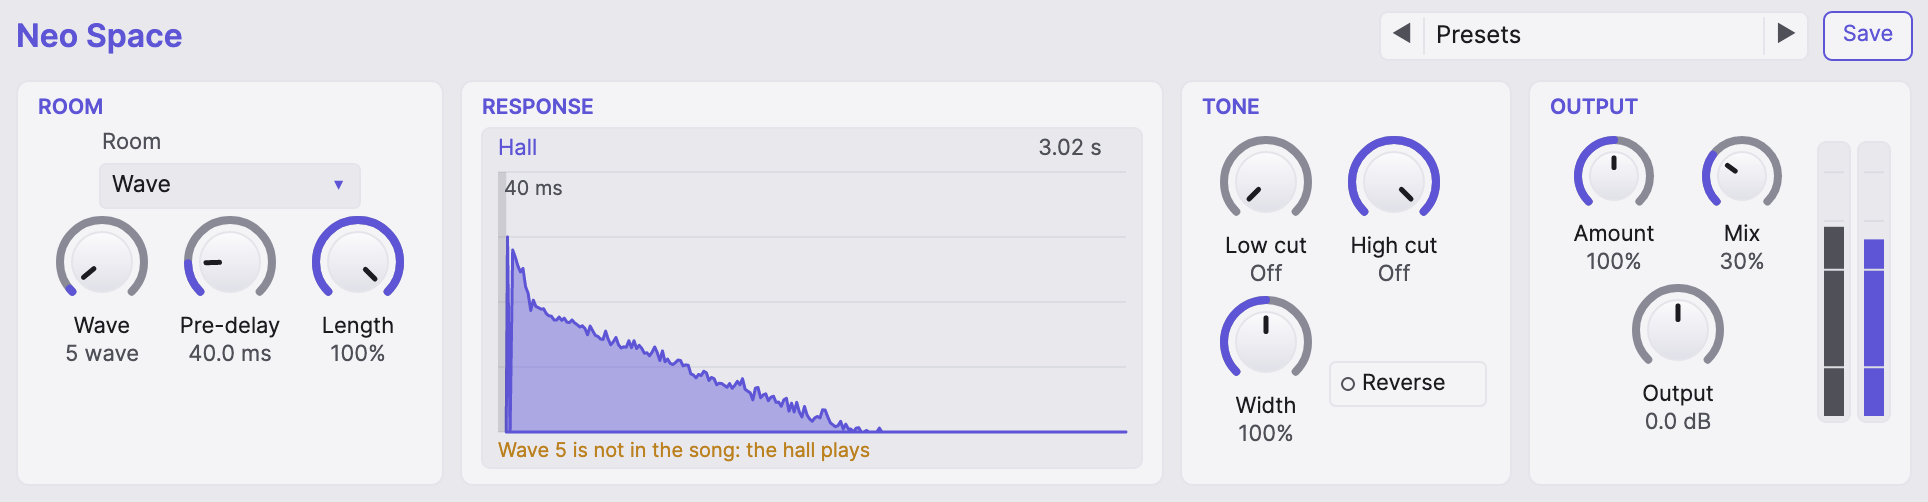 Neo Space
Presets
Save
ROOM
Room
Wave
Wave
5 wave
Pre-delay
40.0 ms
Length
100%
RESPONSE
Hall
3.02 s
40 ms
Wave 5 is not in the song: the hall plays
TONE
Low cut
Off
High cut
Off
Width
100%
Reverse
OUTPUT
Amount
100%
Mix
30%
Output
0.0 dB